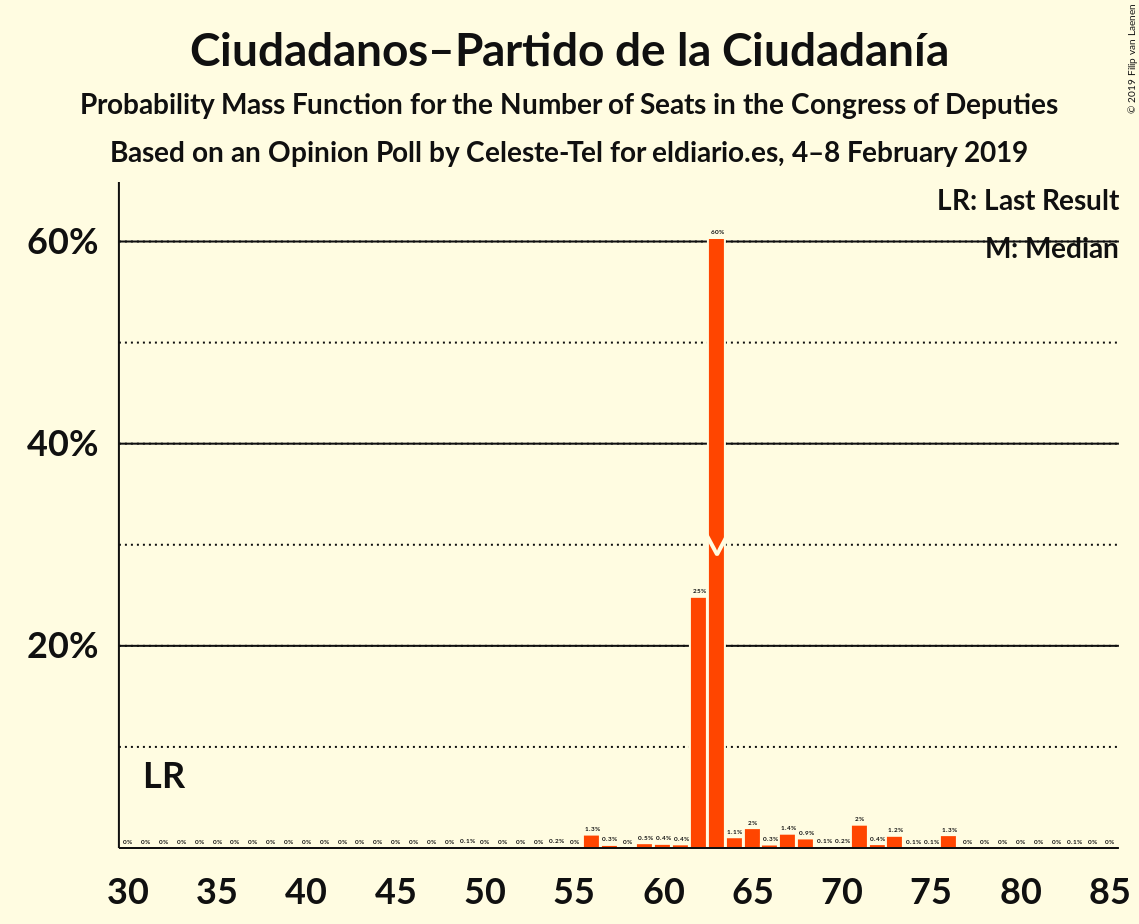 Ciudadanos–Partido de la Ciudadanía
Probability Mass Function for the Number of Seats in the Congress of Deputies
Based on an Opinion Poll by Celeste-Tel for eldiario.es, 4–8 February 2019
© 2019 Filip van Laenen
LR: Last Result
M: Median
60%
40%
20%
LR
0% 0% 0% 0% 0% 0% 0% 0% 0% 0% 0% 0% 0% 0% 0% 0% 0% 0% 0% 0.1% 0% 0% 0% 0% 0.2% 0% 1.3% 0.3% 0% 0.5% 0.4% 0.4% 25% 60% 1.1% 2% 0.3% 1.4% 0.9% 0.1% 0.2% 2% 0.4% 1.2% 0.1% 0.1% 1.3% 0% 0% 0% 0% 0% 0% 0.1% 0% 0%
30 35 40 45 50 55 60 65 70 75 80 85